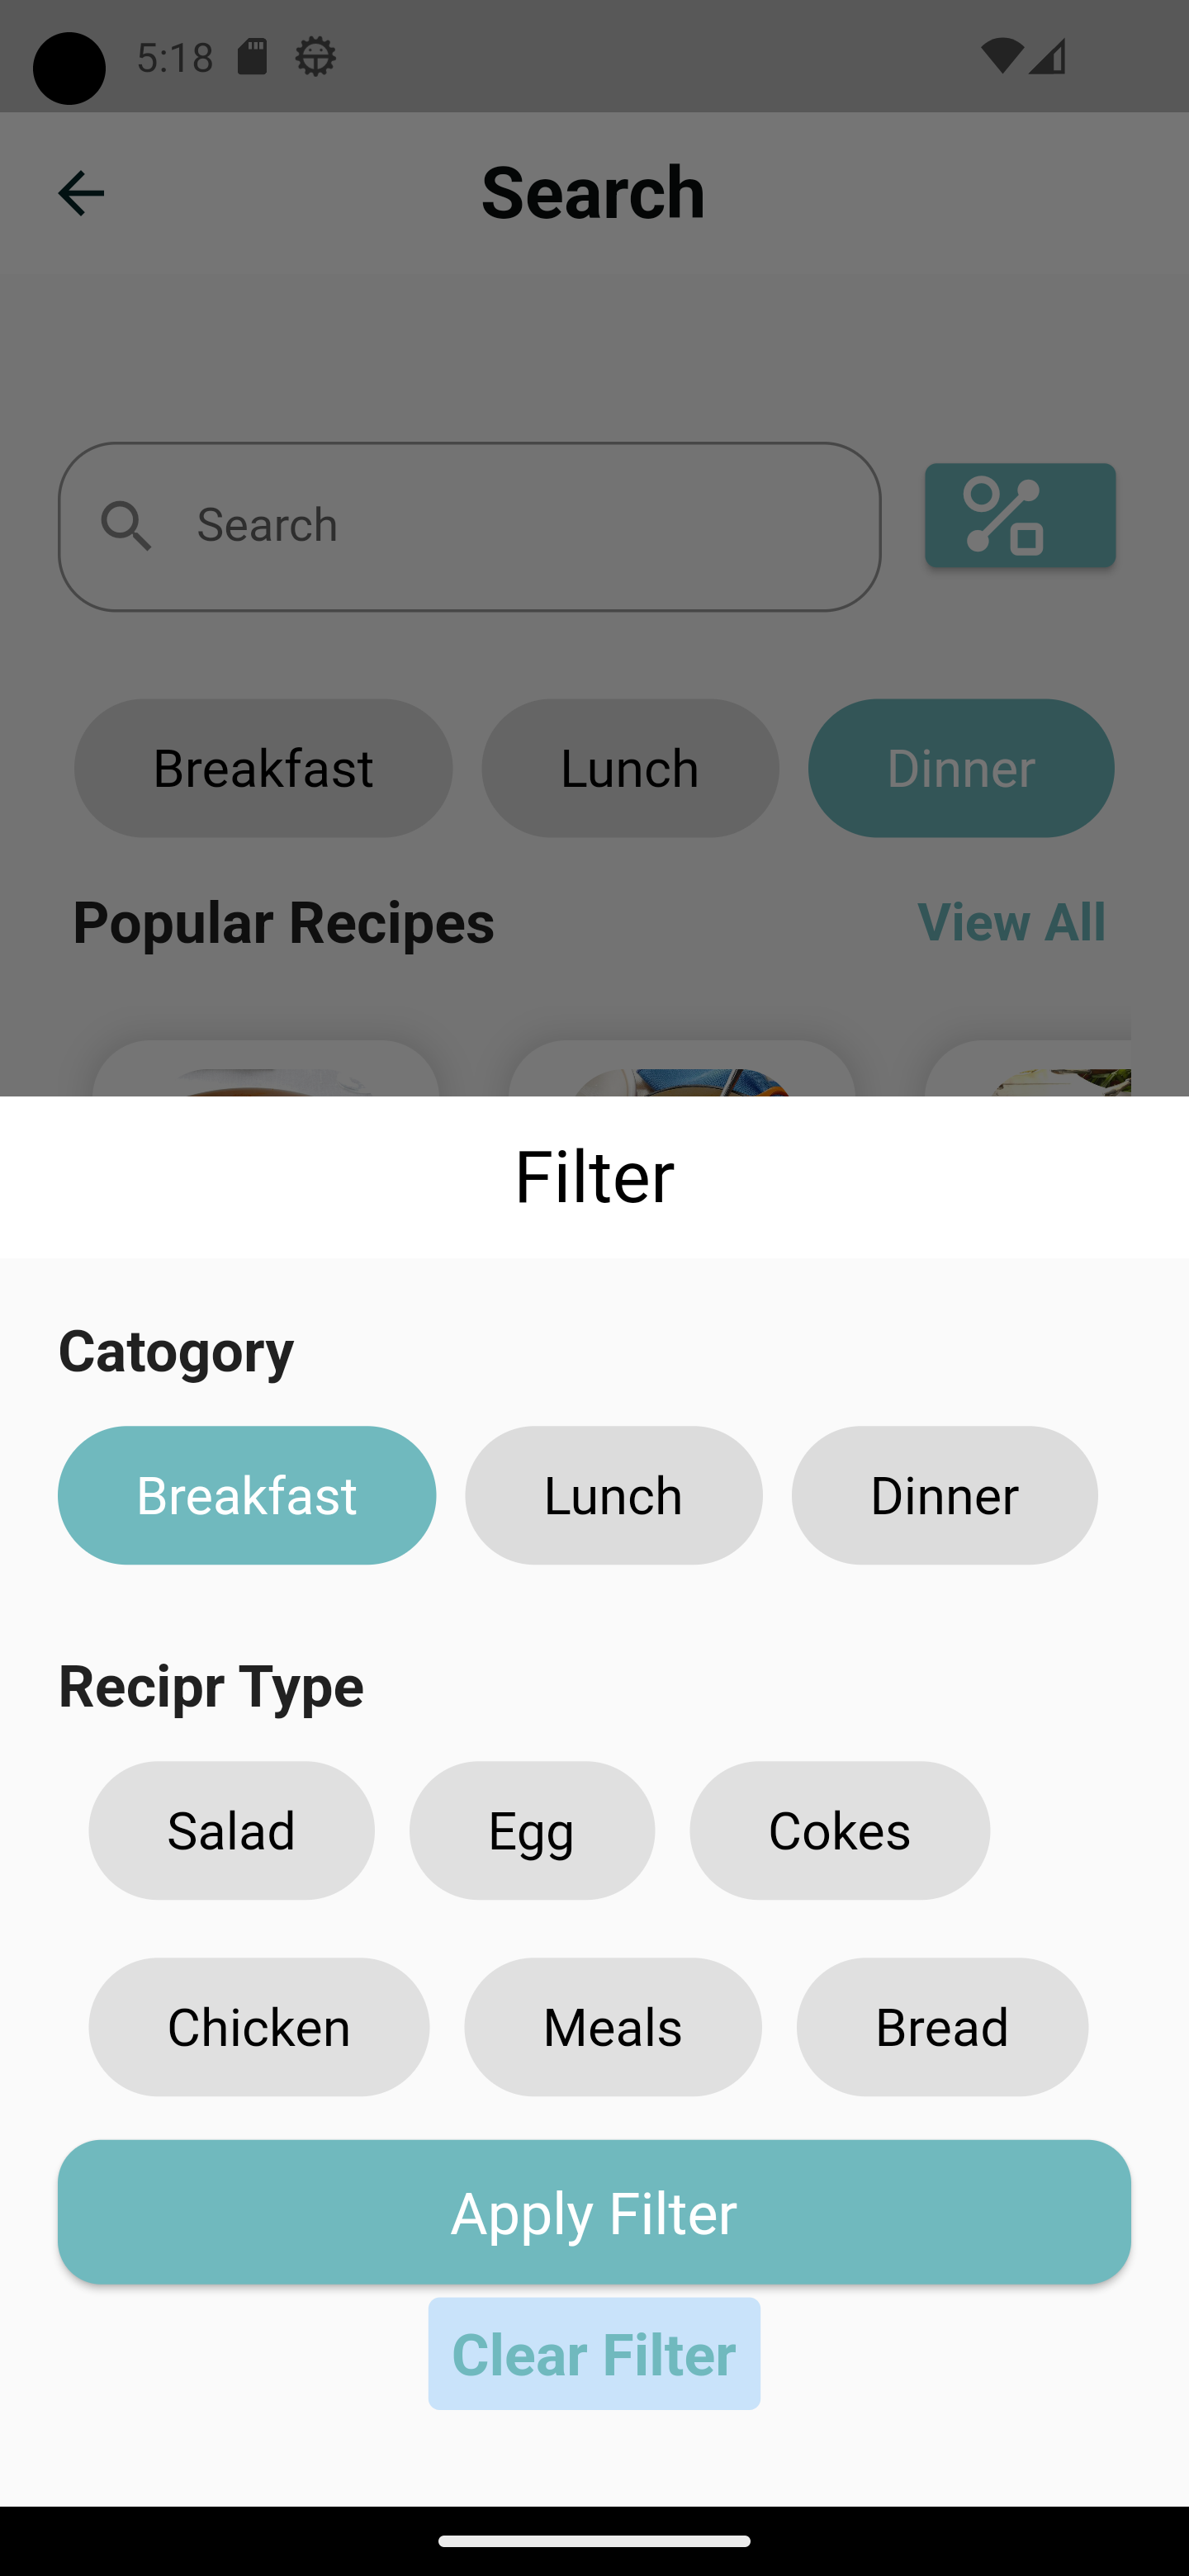 5:18
Search
Search
Breakfast Lunch Dinner
Popular Recipes View All
Filter
Catogory
Breakfast Lunch Dinner
Recipr Type
Salad Egg Cokes
Chicken Meals Bread
Apply Filter
Clear Filter